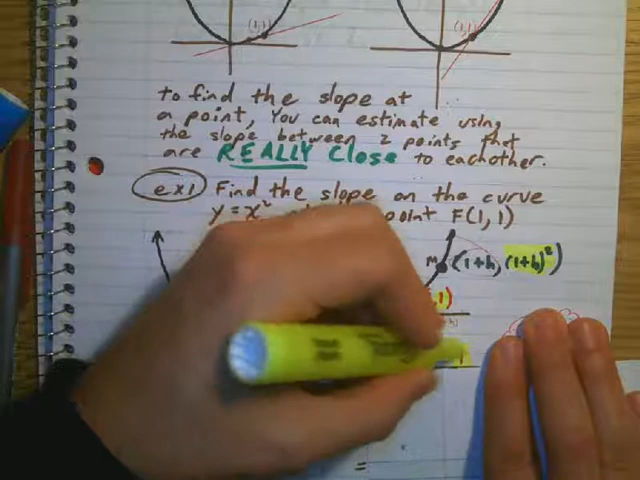 (1,1) (1,1)
to find the slope at
a point, You can estimate using
the slope between 2 points that
are REALLY Close to eachother.
ex1 Find the slope on the curve
y = x² point F(1,1)
M (1+h, (1+h)²)
1)
=